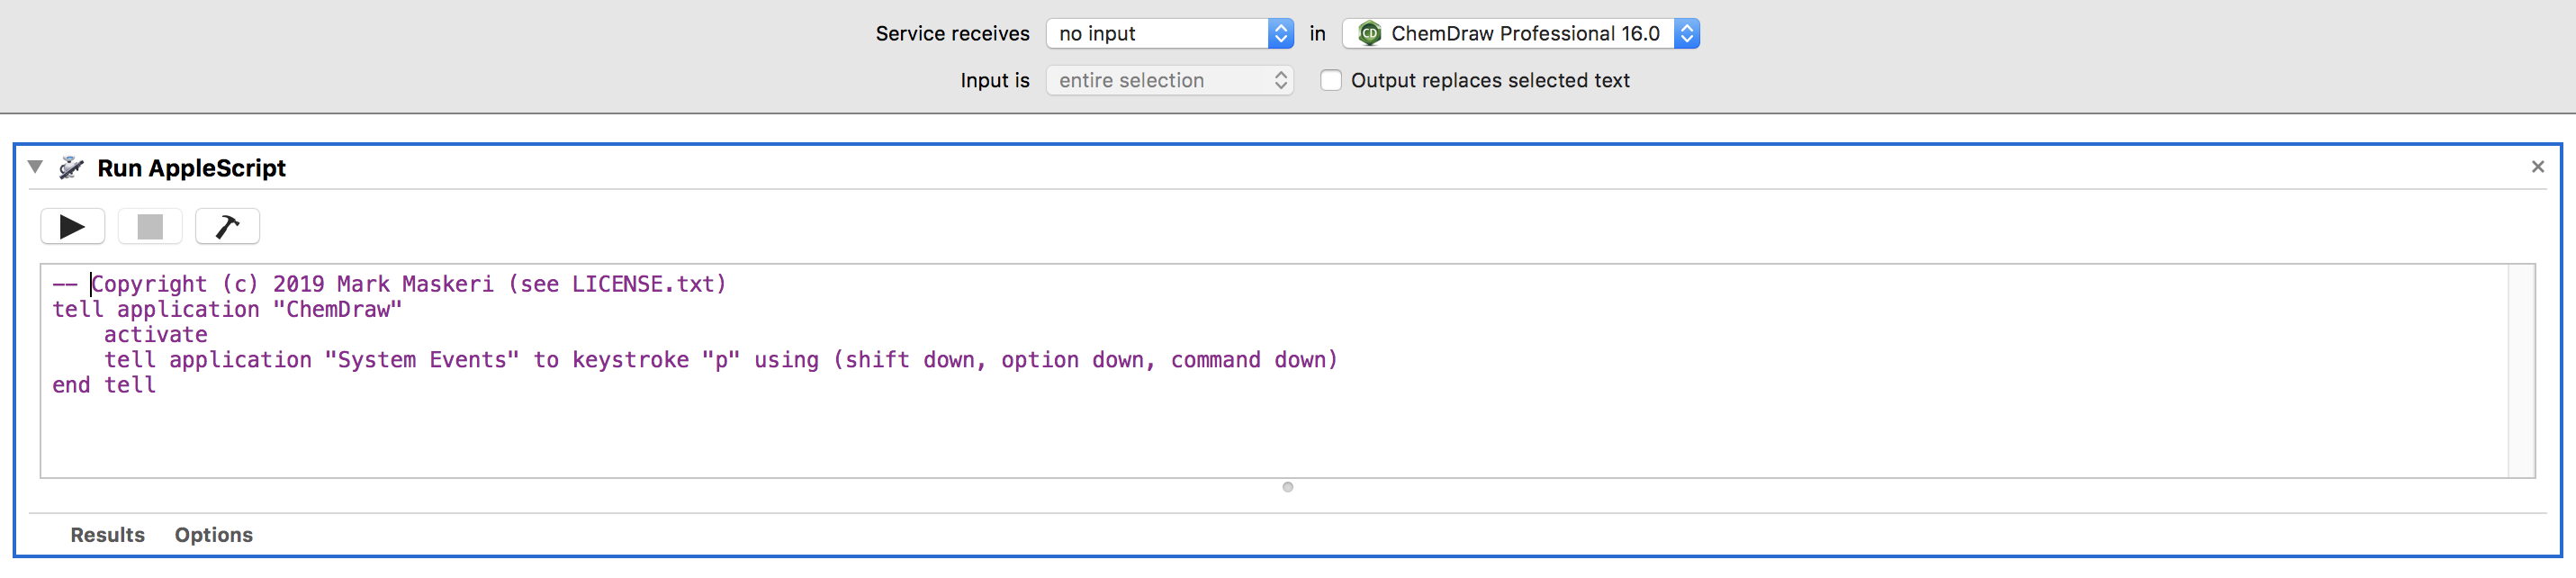 Service receives no input in ChemDraw Professional 16.0
Input is entire selection Output replaces selected text
Run AppleScript
-- Copyright (c) 2019 Mark Maskeri (see LICENSE.txt)
tell application "ChemDraw"
activate
tell application "System Events" to keystroke "p" using (shift down, option down, command down)
end tell
Results Options